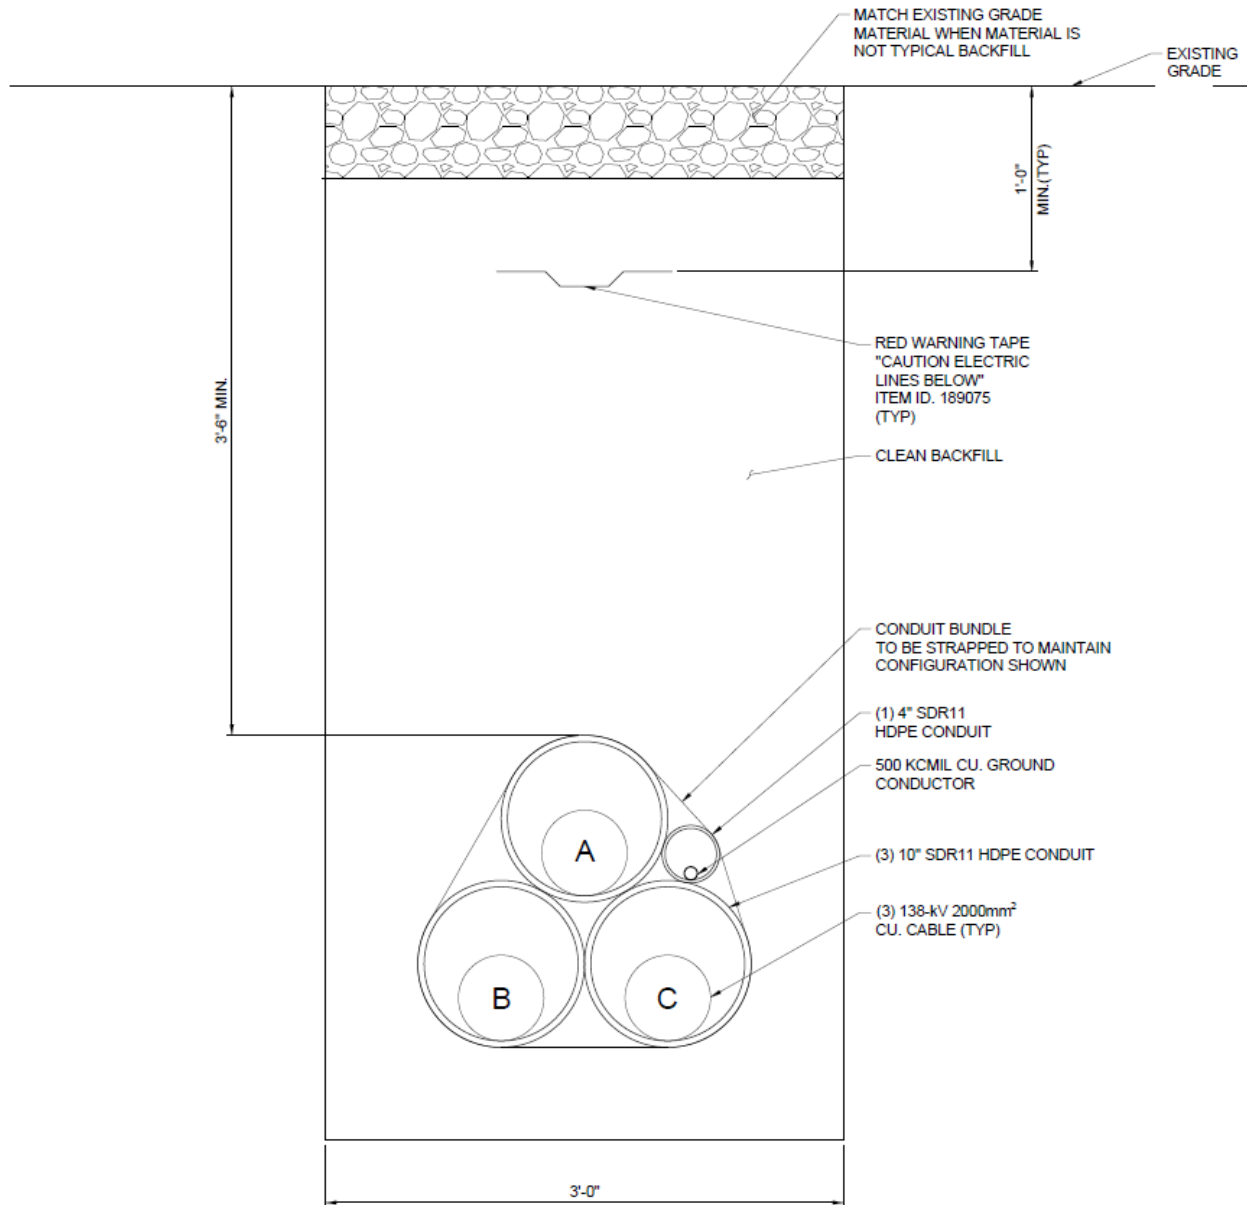 MATCH EXISTING GRADE
MATERIAL WHEN MATERIAL IS
NOT TYPICAL BACKFILL
EXISTING
GRADE
1'-0"
MIN.(TYP)
3'-6" MIN.
RED WARNING TAPE
"CAUTION ELECTRIC
LINES BELOW"
ITEM ID. 189075
(TYP)
CLEAN BACKFILL
CONDUIT BUNDLE
TO BE STRAPPED TO MAINTAIN
CONFIGURATION SHOWN
(1) 4" SDR11
HDPE CONDUIT
500 KCMIL CU. GROUND
CONDUCTOR
(3) 10" SDR11 HDPE CONDUIT
(3) 138-kV 2000mm²
CU. CABLE (TYP)
A
B
C
3'-0"